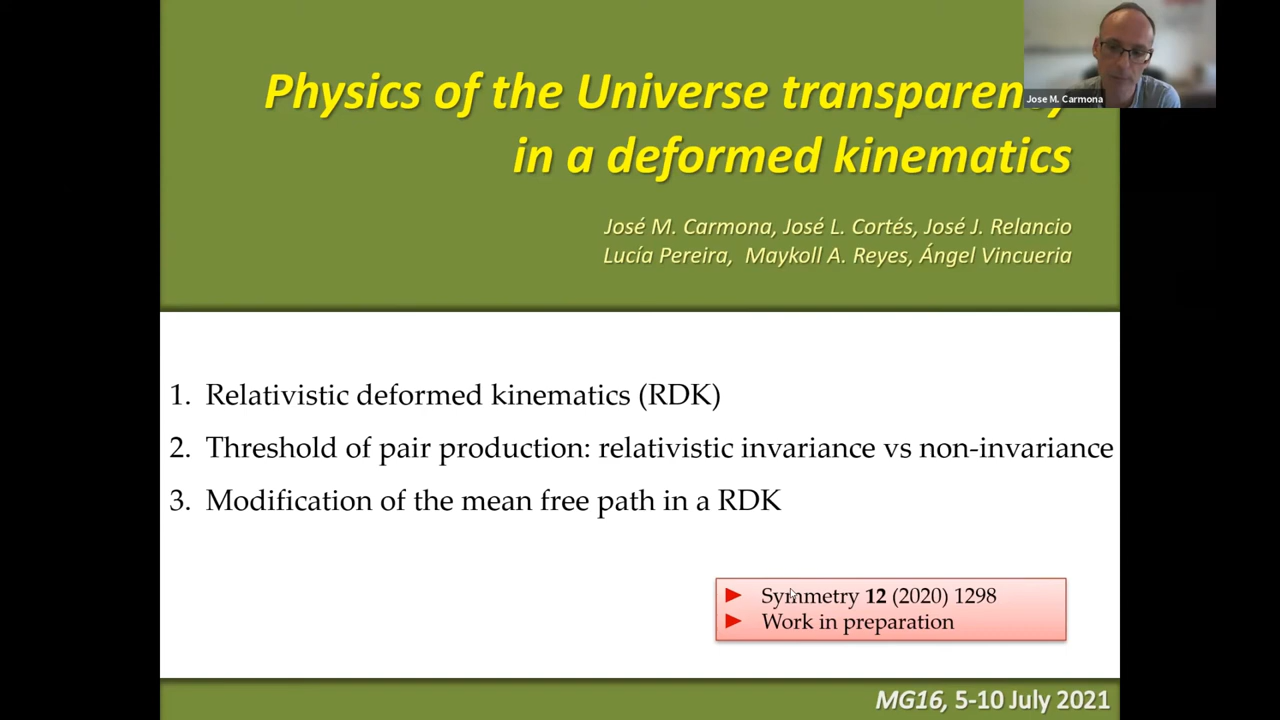 Physics of the Universe transparency
in a deformed kinematics
Jose M. Carmona
José M. Carmona, José L. Cortés, José J. Relancio
Lucía Pereira, Maykoll A. Reyes, Ángel Vincueria
1. Relativistic deformed kinematics (RDK)
2. Threshold of pair production: relativistic invariance vs non-invariance
3. Modification of the mean free path in a RDK
► Symmetry 12 (2020) 1298
► Work in preparation
MG16, 5-10 July 2021